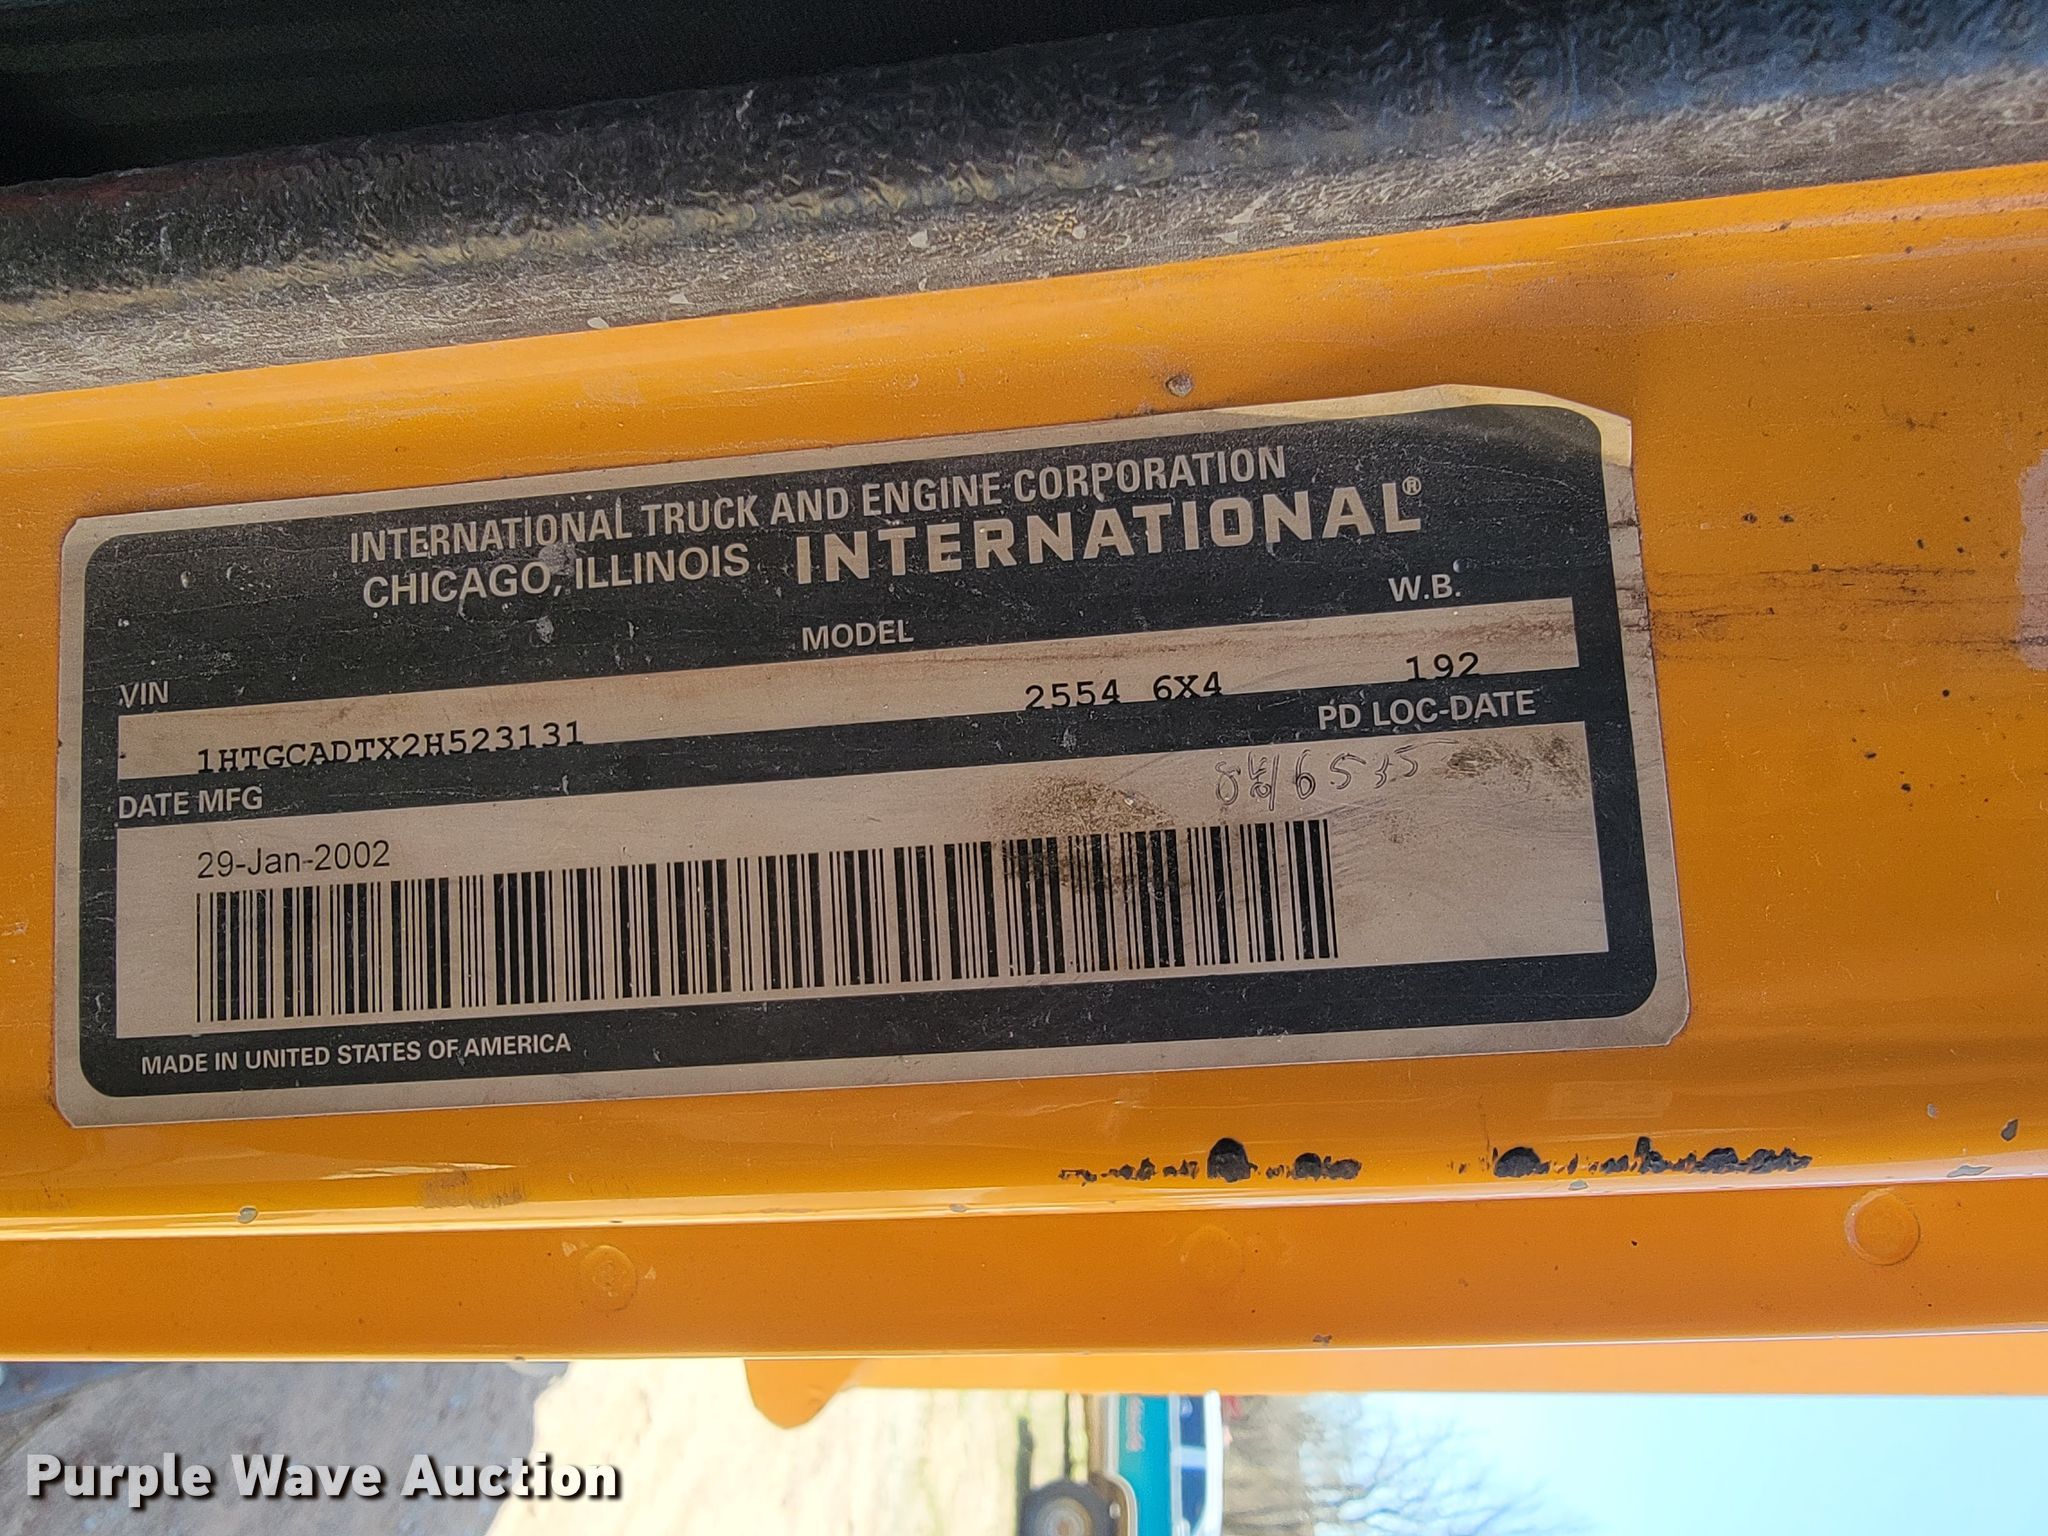 INTERNATIONAL TRUCK AND ENGINE CORPORATION
CHICAGO, ILLINOIS INTERNATIONAL®
VIN MODEL W.B.
1HTGCADTX2H523131 2554 6X4 192
DATE MFG PD LOC-DATE
29-Jan-2002
MADE IN UNITED STATES OF AMERICA
Purple Wave Auction